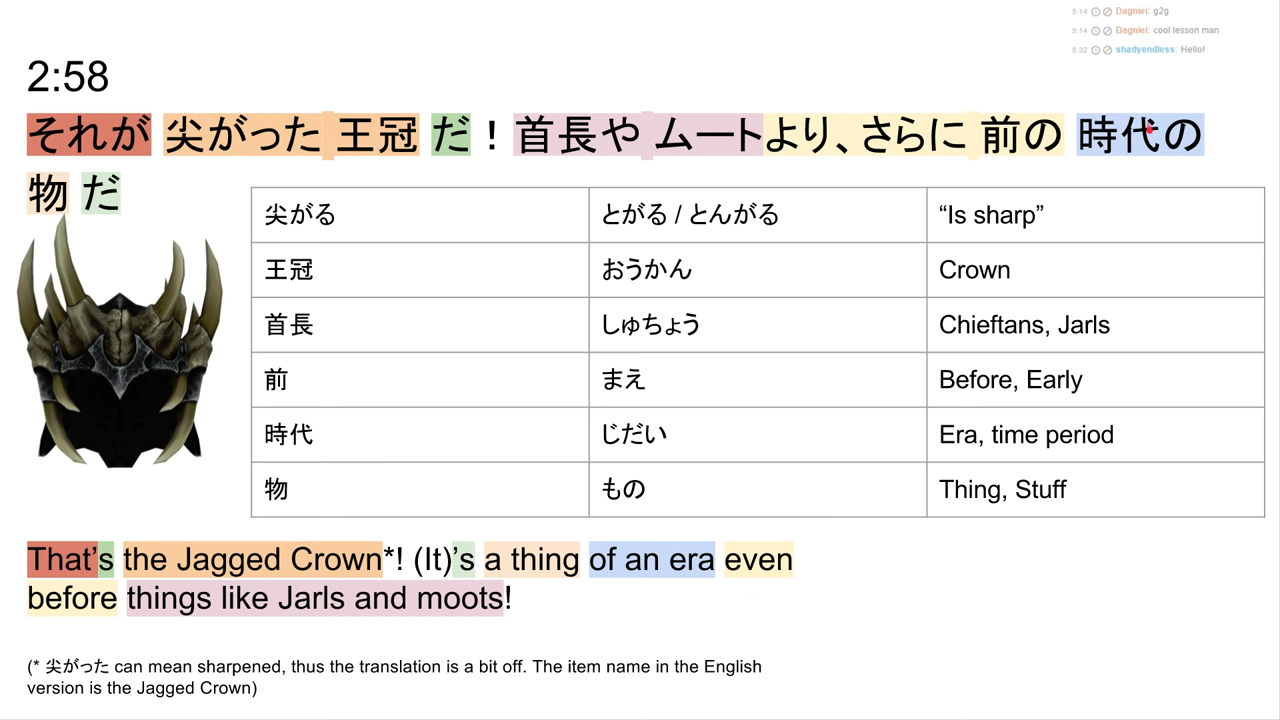 5:14 Dagniei: g2g
5:14 Dagniei: cool lesson man
5:32 shadyendless: Hello!
2:58
それが 尖がった 王冠 だ！首長や ムートより、さらに 前の 時代の
物 だ
尖がる とがる / とんがる “Is sharp”
王冠 おうかん Crown
首長 しゅちょう Chieftans, Jarls
前 まえ Before, Early
時代 じだい Era, time period
物 もの Thing, Stuff
That’s the Jagged Crown*! (It)’s a thing of an era even
before things like Jarls and moots!
(* 尖がった can mean sharpened, thus the translation is a bit off. The item name in the English
version is the Jagged Crown)